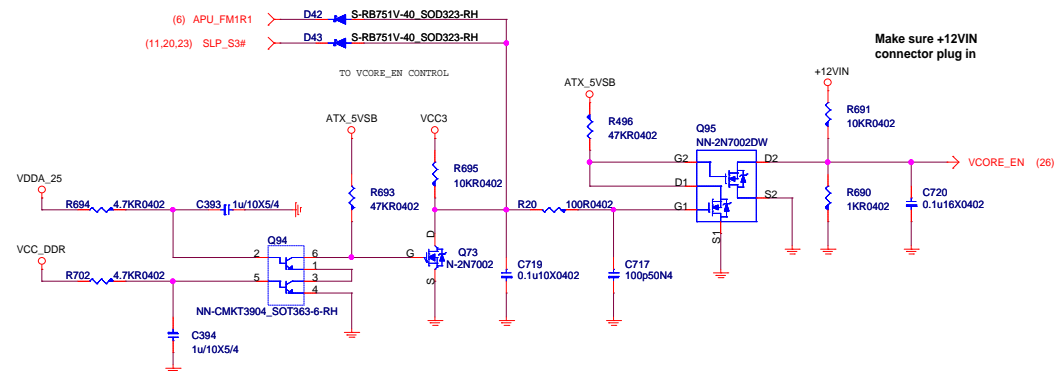 (6) APU_FM1R1
D42
S-RB751V-40_SOD323-RH
(11,20,23) SLP_S3#
D43
S-RB751V-40_SOD323-RH
Make sure +12VIN
connector plug in
TO VCORE_EN CONTROL
+12VIN
ATX_5VSB
R691
10KR0402
R496
47KR0402
Q95
NN-2N7002DW
ATX_5VSB
VCC3
R695
10KR0402
G2
D2
VCORE_EN (26)
D1
VDDA_25
R693
47KR0402
R694
4.7KR0402
C393
1u/10X5/4
R20
100R0402
G1
S2
S1
R690
1KR0402
C720
0.1u16X0402
VCC_DDR
Q94
D
2
6
G
Q73
N-2N7002
1
S
R702
4.7KR0402
5
3
4
C719
0.1u10X0402
C717
100p50N4
NN-CMKT3904_SOT363-6-RH
C394
1u/10X5/4